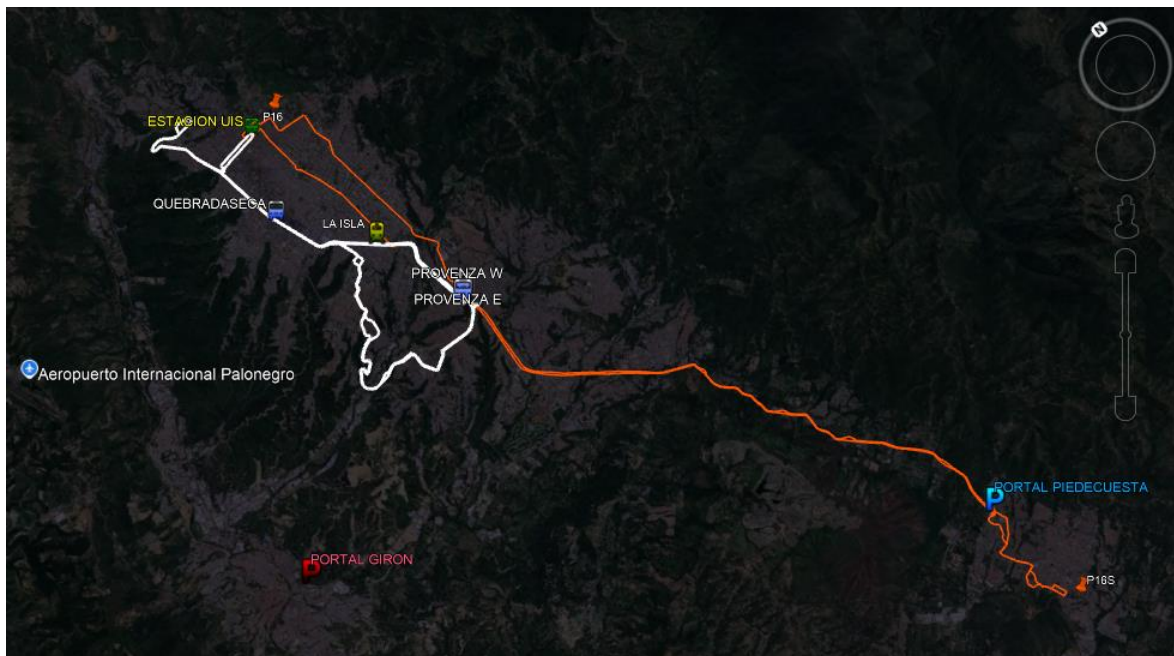 N
P16
ESTACION UIS
QUEBRADASECA
LA ISLA
PROVENZA W
PROVENZA E
Aeropuerto Internacional Palonegro
P
PORTAL PIEDECUESTA
PORTAL GIRON
P16S